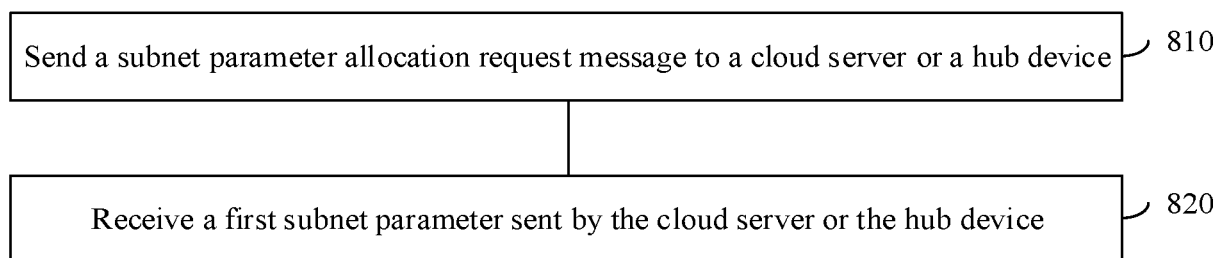 Send a subnet parameter allocation request message to a cloud server or a hub device
810
Receive a first subnet parameter sent by the cloud server or the hub device
820